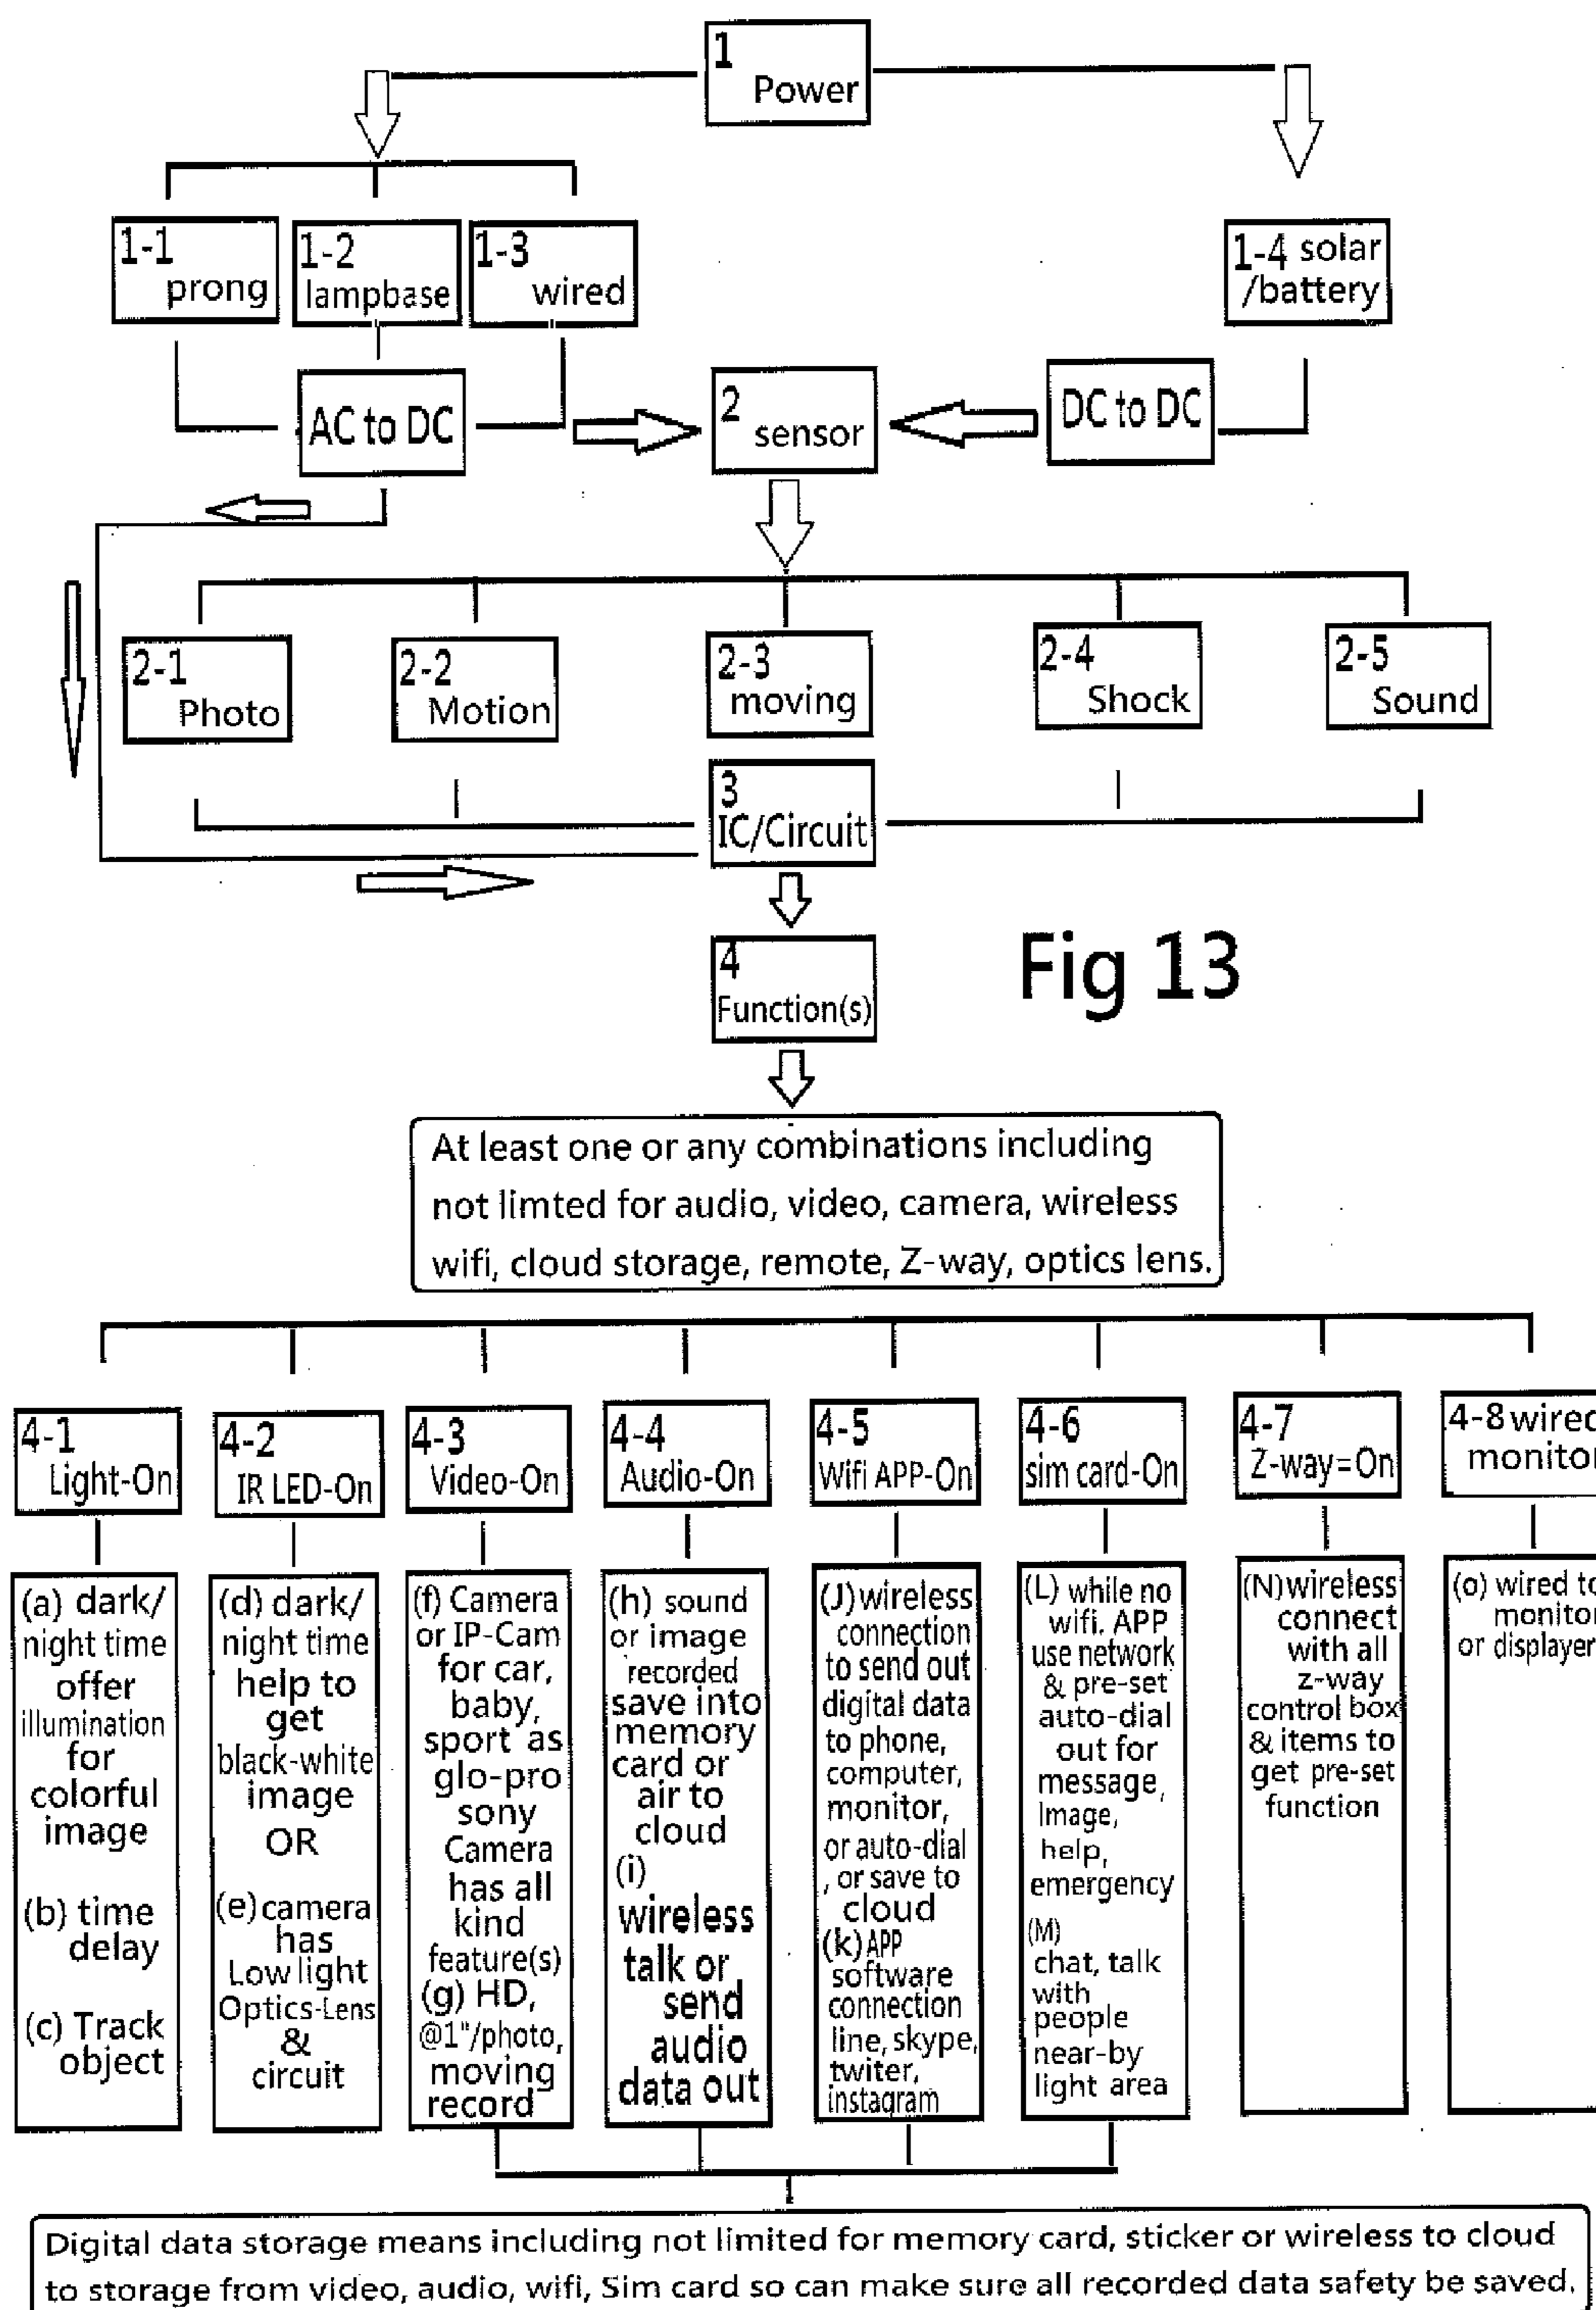 1
Power
1-1
prong
1-2
lampbase
1-3
wired
1-4 solar
/battery
AC to DC
2
sensor
DC to DC
2-1
Photo
2-2
Motion
2-3
moving
2-4
Shock
2-5
Sound
3
IC/Circuit
4
Function(s)
Fig 13
At least one or any combinations including
not limted for audio, video, camera, wireless
wifi, cloud storage, remote, Z-way, optics lens.
4-1
Light-On
4-2
IR LED-On
4-3
Video-On
4-4
Audio-On
4-5
Wifi APP-On
4-6
sim card-On
4-7
Z-way=On
4-8 wired
monitor
(a) dark/
night time
offer
illumination
for
colorful
image
(b) time
delay
(c) Track
object
(d) dark/
night time
help to
get
black-white
image
OR
(e) camera
has
Low light
Optics-Lens
&
circuit
(f) Camera
or IP-Cam
for car,
baby,
sport as
glo-pro
sony
Camera
has all
kind
feature(s)
(g) HD,
@1"/photo,
moving
record
(h) sound
or image
recorded
save into
memory
card or
air to
cloud
(i)
wireless
talk or
send
audio
data out
(J) wireless
connection
to send out
digital data
to phone,
computer,
monitor,
or auto-dial
, or save to
cloud
(k) APP
software
connection
line, skype,
twiter,
instagram
(L) while no
wifi. APP
use network
& pre-set
auto-dial
out for
message,
Image,
help,
emergency
(M)
chat, talk
with
people
near-by
light area
(N) wireless
connect
with all
z-way
control box
& items to
get pre-set
function
(o) wired to
monitor
or displayer
Digital data storage means including not limited for memory card, sticker or wireless to cloud
to storage from video, audio, wifi, Sim card so can make sure all recorded data safety be saved.